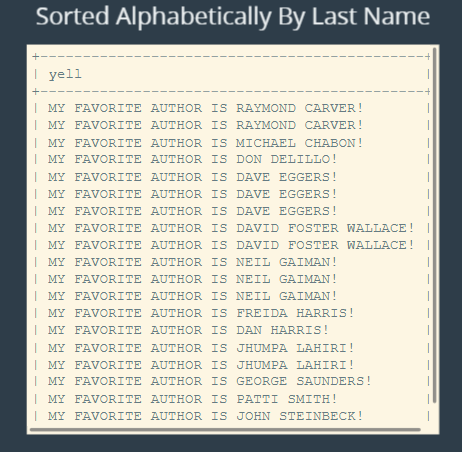 Sorted Alphabetically By Last Name
+----------------------------------------------+
| yell |
+----------------------------------------------+
| MY FAVORITE AUTHOR IS RAYMOND CARVER! |
| MY FAVORITE AUTHOR IS RAYMOND CARVER! |
| MY FAVORITE AUTHOR IS MICHAEL CHABON! |
| MY FAVORITE AUTHOR IS DON DELILLO! |
| MY FAVORITE AUTHOR IS DAVE EGGERS! |
| MY FAVORITE AUTHOR IS DAVE EGGERS! |
| MY FAVORITE AUTHOR IS DAVE EGGERS! |
| MY FAVORITE AUTHOR IS DAVID FOSTER WALLACE! |
| MY FAVORITE AUTHOR IS DAVID FOSTER WALLACE! |
| MY FAVORITE AUTHOR IS NEIL GAIMAN! |
| MY FAVORITE AUTHOR IS NEIL GAIMAN! |
| MY FAVORITE AUTHOR IS NEIL GAIMAN! |
| MY FAVORITE AUTHOR IS FREIDA HARRIS! |
| MY FAVORITE AUTHOR IS DAN HARRIS! |
| MY FAVORITE AUTHOR IS JHUMPA LAHIRI! |
| MY FAVORITE AUTHOR IS JHUMPA LAHIRI! |
| MY FAVORITE AUTHOR IS GEORGE SAUNDERS! |
| MY FAVORITE AUTHOR IS PATTI SMITH! |
| MY FAVORITE AUTHOR IS JOHN STEINBECK! |